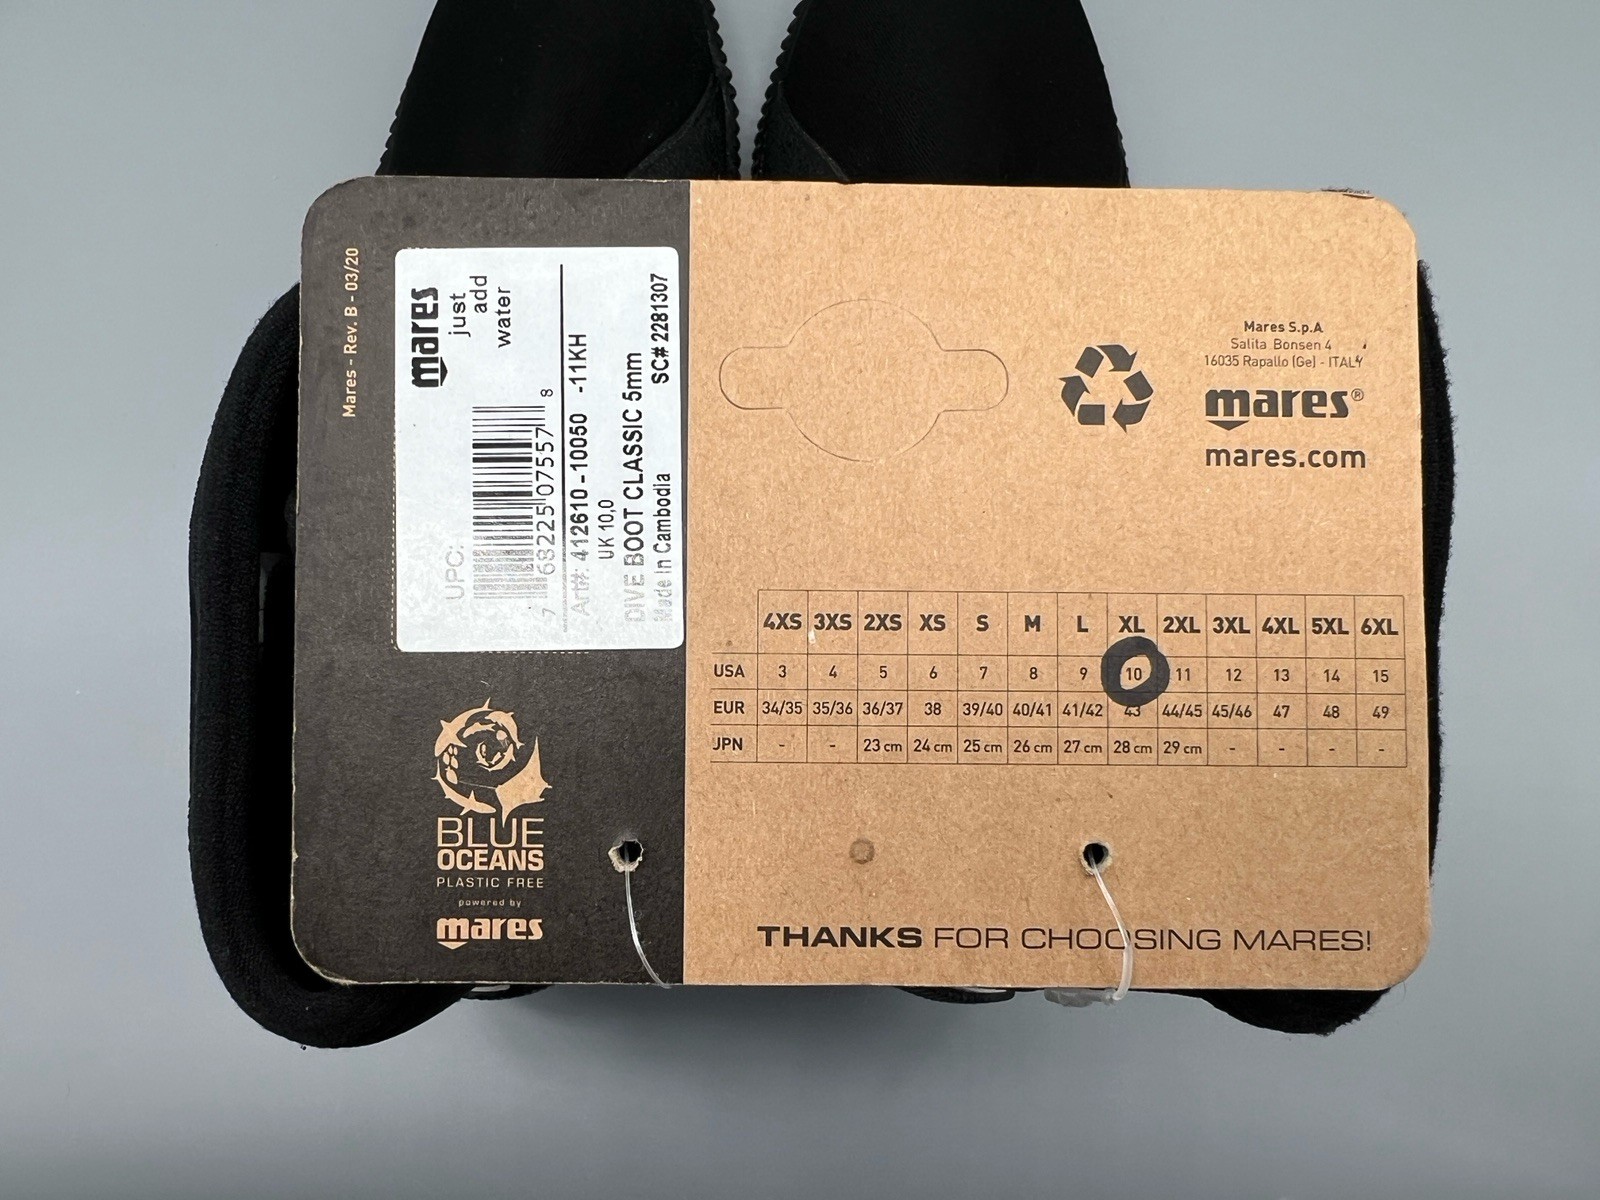 Mares - Rev. B - 03/20
mares
just
add
water
UPC:
7 68225 07557 8
Art#: 412610-10050 -11KH
UK 10,0
DIVE BOOT CLASSIC 5mm
Made In Cambodia SC# 2281307
BLUE
OCEANS
PLASTIC FREE
powered by
mares
Mares S.p.A
Salita Bonsen 4
16035 Rapallo (Ge) - ITALY
mares®
mares.com
4XS 3XS 2XS XS S M L XL 2XL 3XL 4XL 5XL 6XL
USA 3 4 5 6 7 8 9 10 11 12 13 14 15
EUR 34/35 35/36 36/37 38 39/40 40/41 41/42 43 44/45 45/46 47 48 49
JPN - - 23 cm 24 cm 25 cm 26 cm 27 cm 28 cm 29 cm - - - -
THANKS FOR CHOOSING MARES!